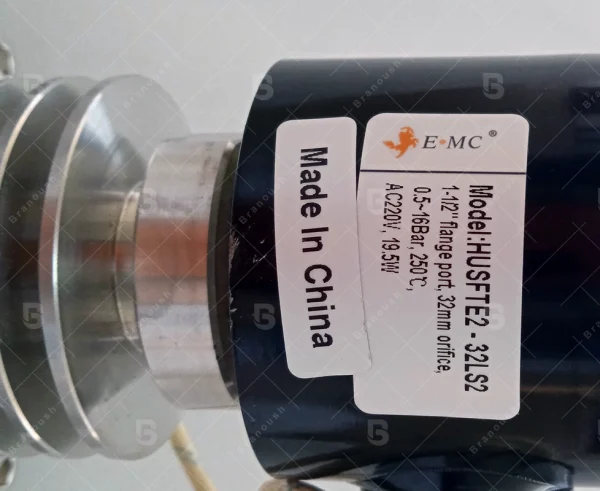 E·MC®
Model:HUSFTE2 - 32LS2
1-1/2" flange port, 32mm orifice,
0.5~16Bar, 250℃,
AC220V, 19.5W
Made In China
Branoush